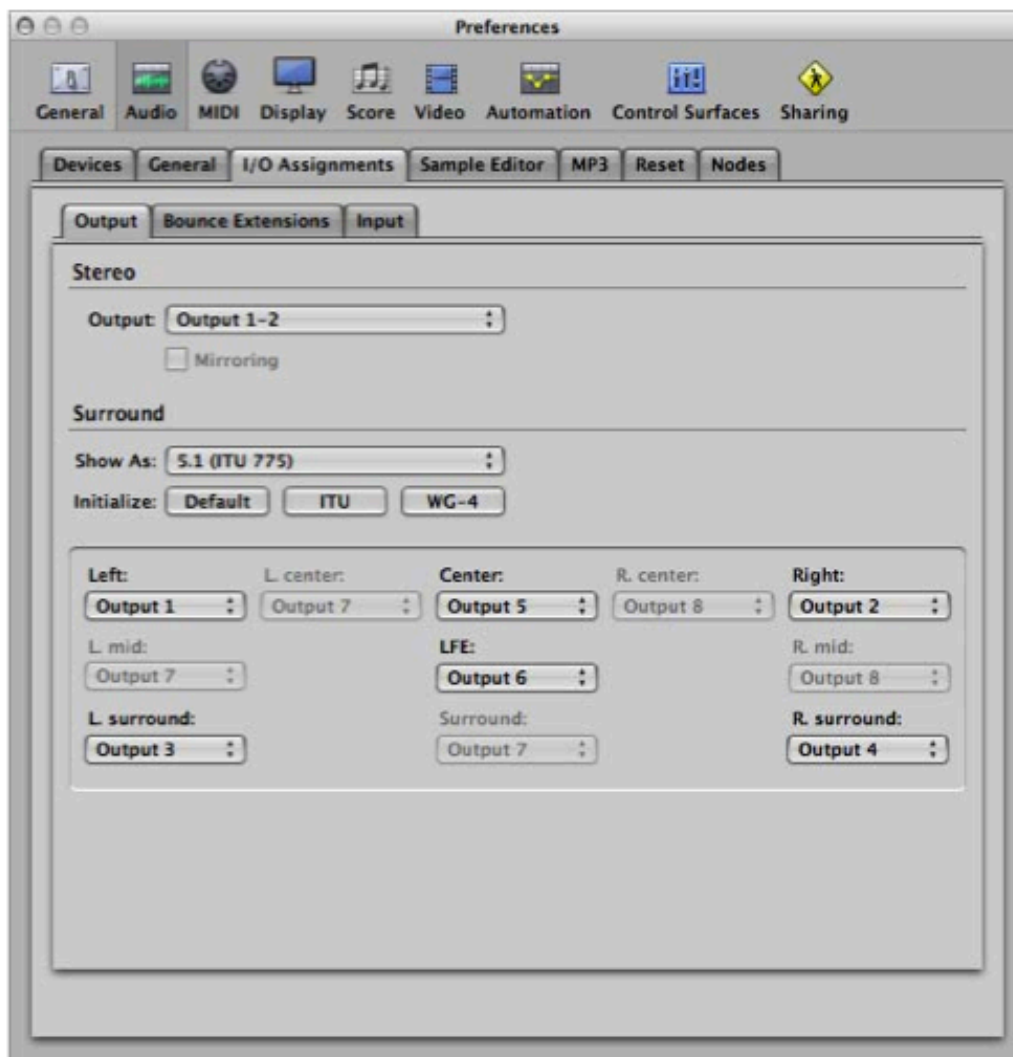 Preferences
General Audio MIDI Display Score Video Automation Control Surfaces Sharing
Devices General I/O Assignments Sample Editor MP3 Reset Nodes
Output Bounce Extensions Input
Stereo
Output: Output 1-2
Mirroring
Surround
Show As: 5.1 (ITU 775)
Initialize: Default ITU WG-4
Left: L. center: Center: R. center: Right:
Output 1 Output 7 Output 5 Output 8 Output 2
L. mid: LFE: R. mid:
Output 7 Output 6 Output 8
L. surround: Surround: R. surround:
Output 3 Output 7 Output 4